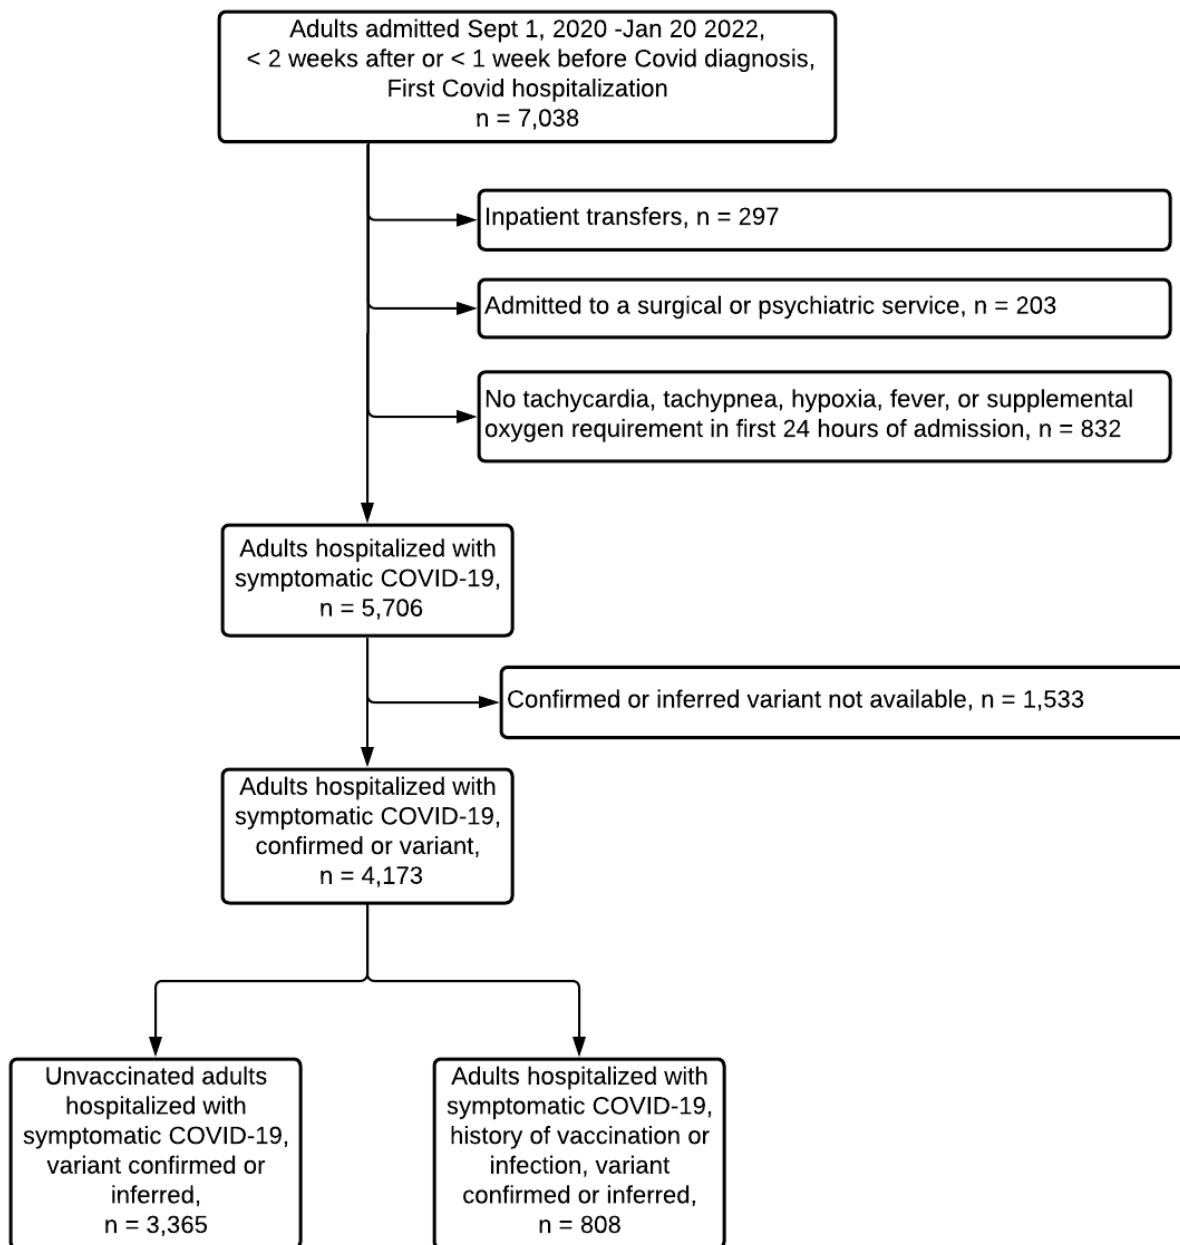 Adults admitted Sept 1, 2020 -Jan 20 2022,
< 2 weeks after or < 1 week before Covid diagnosis,
First Covid hospitalization
n = 7,038
Inpatient transfers, n = 297
Admitted to a surgical or psychiatric service, n = 203
No tachycardia, tachypnea, hypoxia, fever, or supplemental
oxygen requirement in first 24 hours of admission, n = 832
Adults hospitalized with
symptomatic COVID-19,
n = 5,706
Confirmed or inferred variant not available, n = 1,533
Adults hospitalized with
symptomatic COVID-19,
confirmed or variant,
n = 4,173
Unvaccinated adults
hospitalized with
symptomatic COVID-19,
variant confirmed or
inferred,
n = 3,365
Adults hospitalized with
symptomatic COVID-19,
history of vaccination or
infection, variant
confirmed or inferred,
n = 808